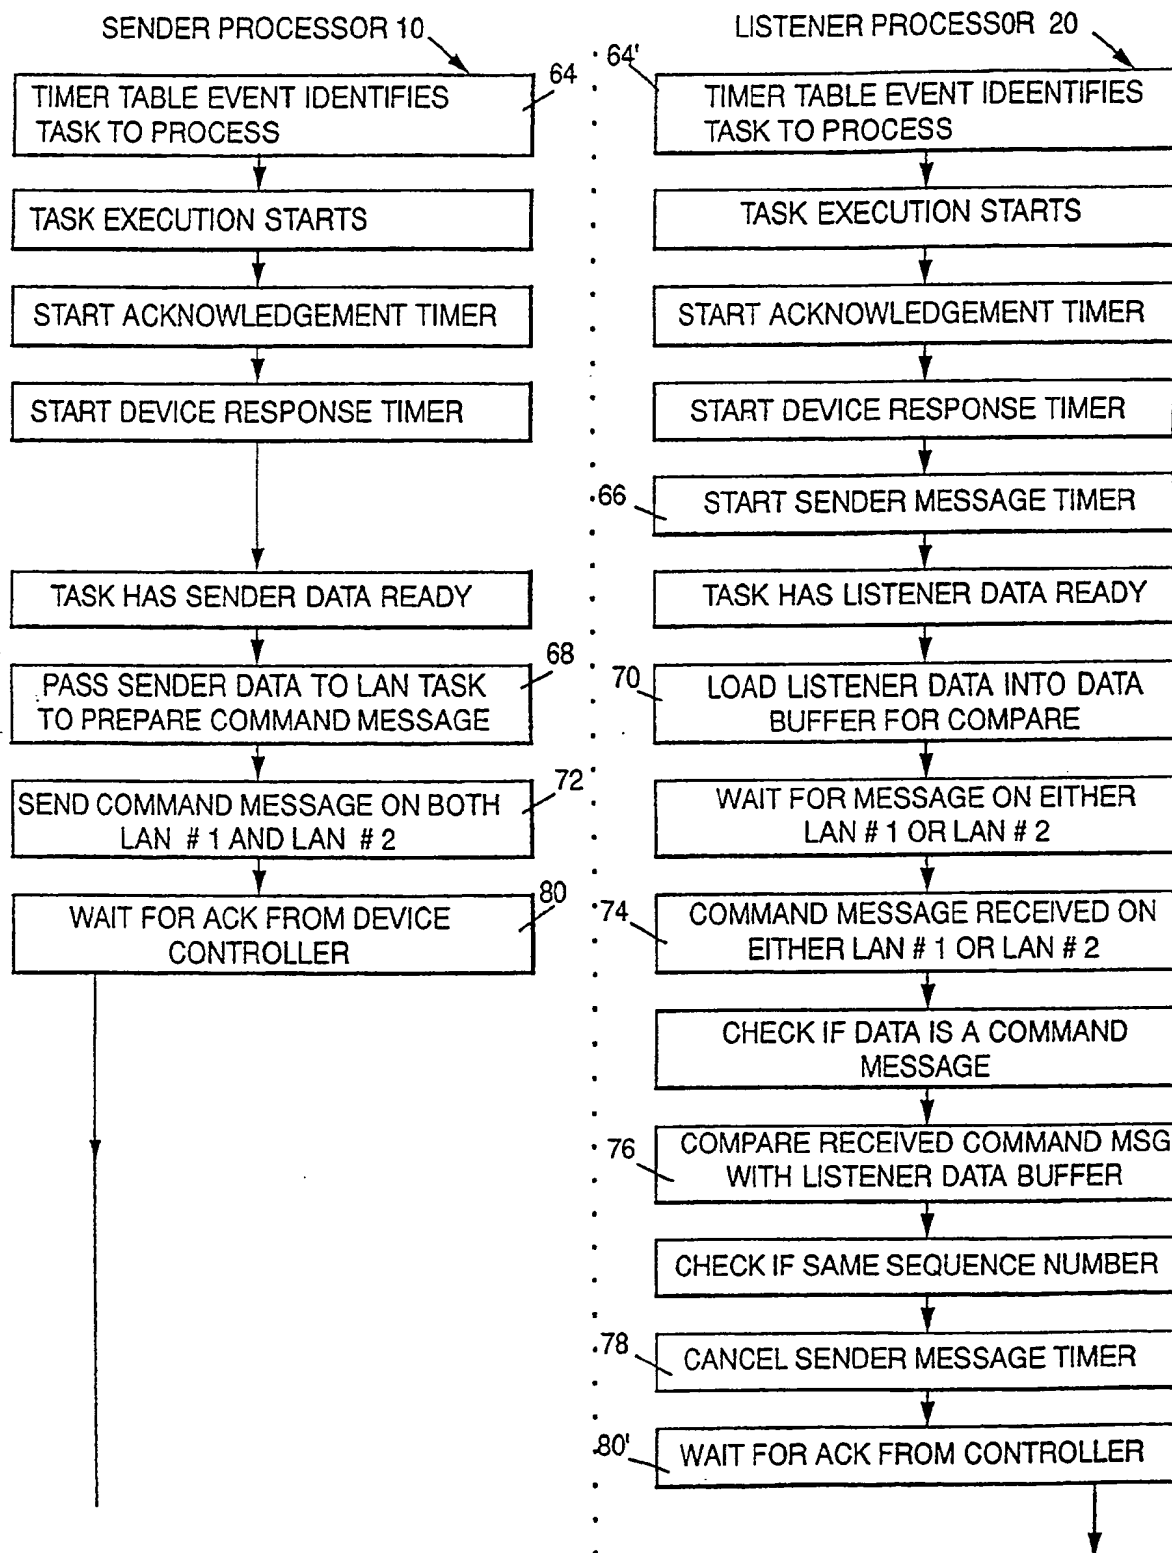 SENDER PROCESSOR 10
64
TIMER TABLE EVENT IDENTIFIES
TASK TO PROCESS
TASK EXECUTION STARTS
START ACKNOWLEDGEMENT TIMER
START DEVICE RESPONSE TIMER
TASK HAS SENDER DATA READY
68
PASS SENDER DATA TO LAN TASK
TO PREPARE COMMAND MESSAGE
72
SEND COMMAND MESSAGE ON BOTH
LAN # 1 AND LAN # 2
80
WAIT FOR ACK FROM DEVICE
CONTROLLER
LISTENER PROCESSOR 20
64'
TIMER TABLE EVENT IDEENTIFIES
TASK TO PROCESS
TASK EXECUTION STARTS
START ACKNOWLEDGEMENT TIMER
START DEVICE RESPONSE TIMER
66
START SENDER MESSAGE TIMER
TASK HAS LISTENER DATA READY
70
LOAD LISTENER DATA INTO DATA
BUFFER FOR COMPARE
WAIT FOR MESSAGE ON EITHER
LAN # 1 OR LAN # 2
74
COMMAND MESSAGE RECEIVED ON
EITHER LAN # 1 OR LAN # 2
CHECK IF DATA IS A COMMAND
MESSAGE
76
COMPARE RECEIVED COMMAND MSG
WITH LISTENER DATA BUFFER
CHECK IF SAME SEQUENCE NUMBER
78
CANCEL SENDER MESSAGE TIMER
80'
WAIT FOR ACK FROM CONTROLLER